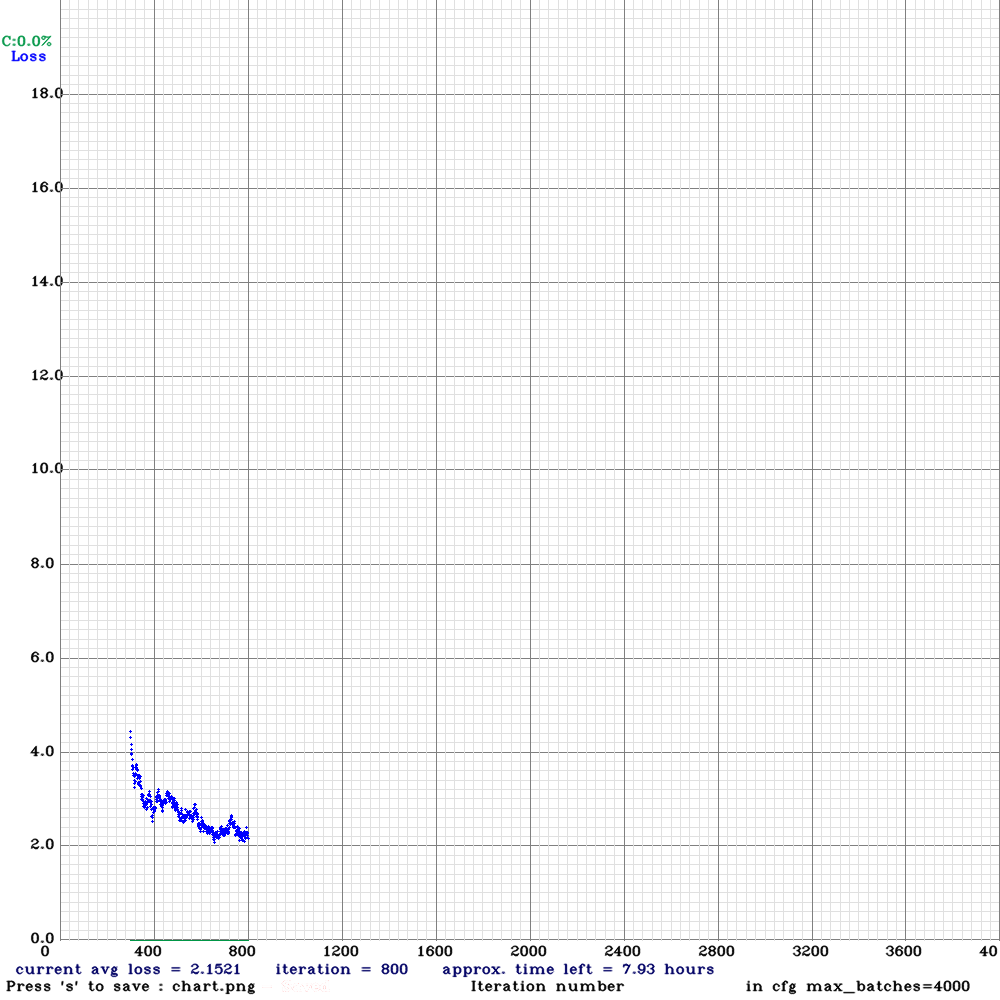 C:0.0%
Loss
18.0
16.0
14.0
12.0
10.0
8.0
6.0
4.0
2.0
0.0
0 400 800 1200 1600 2000 2400 2800 3200 3600 40
current avg loss = 2.1521 iteration = 800 approx. time left = 7.93 hours
Press 's' to save : chart.png Iteration number in cfg max_batches=4000